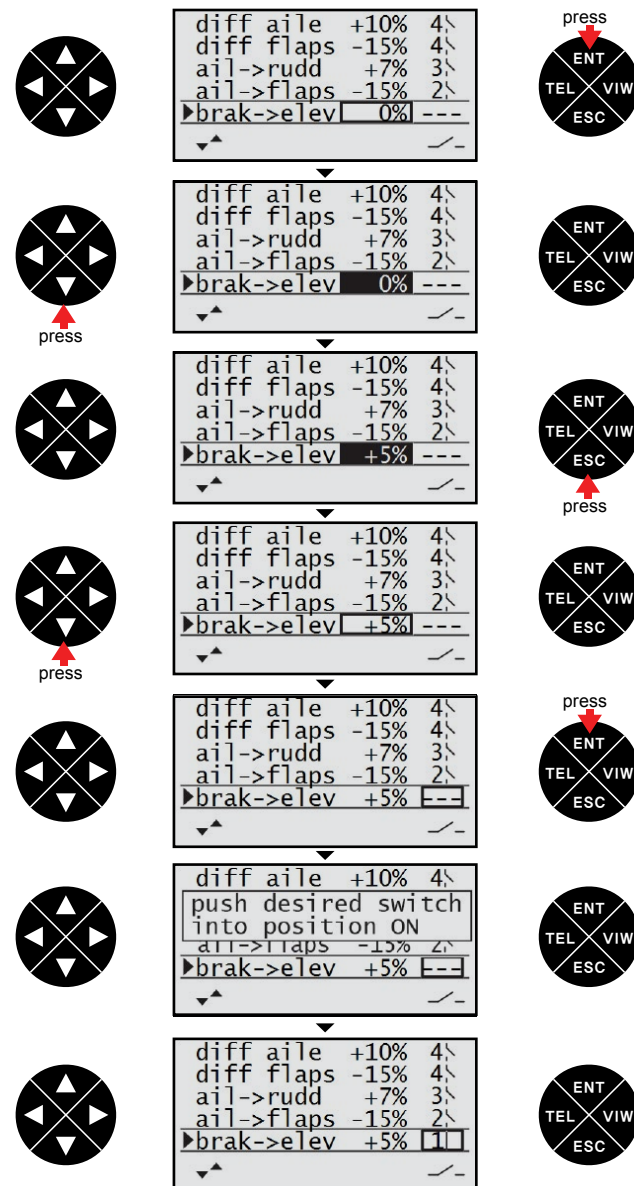 press
diff aile +10% 4
diff flaps -15% 4
ail->rudd +7% 3
ail->flaps -15% 2
brak->elev 0% ---
ENT
TEL VIW
ESC
diff aile +10% 4
diff flaps -15% 4
ail->rudd +7% 3
ail->flaps -15% 2
brak->elev 0% ---
press
ENT
TEL VIW
ESC
diff aile +10% 4
diff flaps -15% 4
ail->rudd +7% 3
ail->flaps -15% 2
brak->elev +5% ---
ENT
TEL VIW
ESC
press
diff aile +10% 4
diff flaps -15% 4
ail->rudd +7% 3
ail->flaps -15% 2
brak->elev +5% ---
press
ENT
TEL VIW
ESC
press
diff aile +10% 4
diff flaps -15% 4
ail->rudd +7% 3
ail->flaps -15% 2
brak->elev +5% ---
ENT
TEL VIW
ESC
diff aile +10% 4
push desired switch
into position ON
ail->flaps -15% 2
brak->elev +5% ---
ENT
TEL VIW
ESC
diff aile +10% 4
diff flaps -15% 4
ail->rudd +7% 3
ail->flaps -15% 2
brak->elev +5% 1
ENT
TEL VIW
ESC